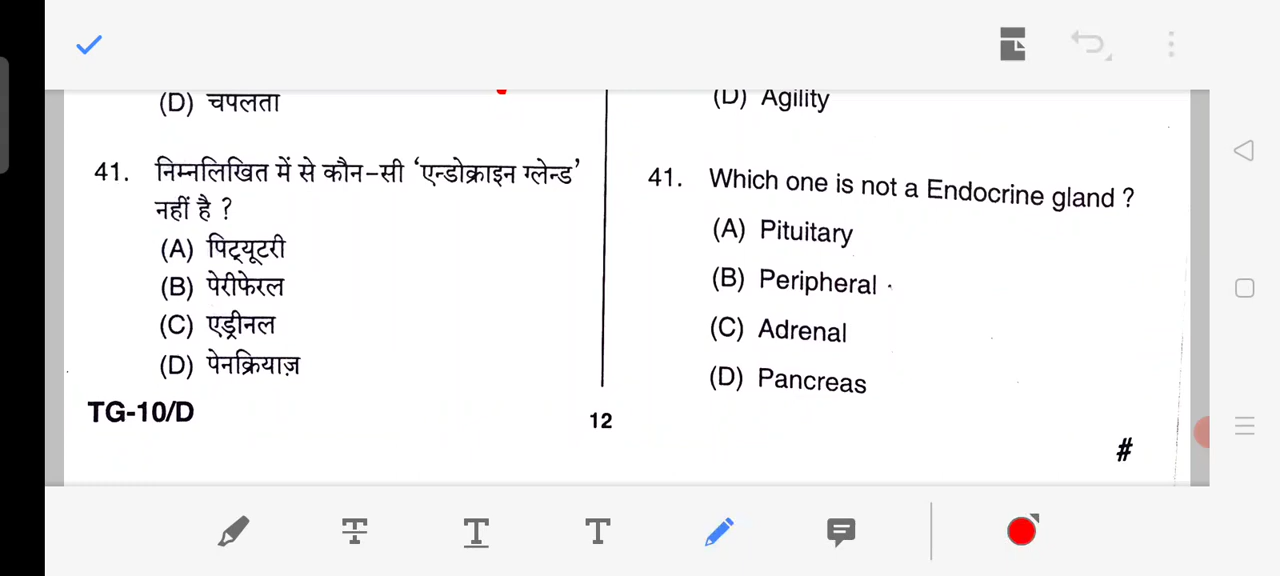 (D) चपलता
41. निम्नलिखित में से कौन-सी ‘एन्डोक्राइन ग्लेन्ड’
नहीं है ?
(A) पिट्यूटरी
(B) पेरीफेरल
(C) एड्रीनल
(D) पेनक्रियाज़
TG-10/D
(D) Agility
41. Which one is not a Endocrine gland ?
(A) Pituitary
(B) Peripheral
(C) Adrenal
(D) Pancreas
12
#